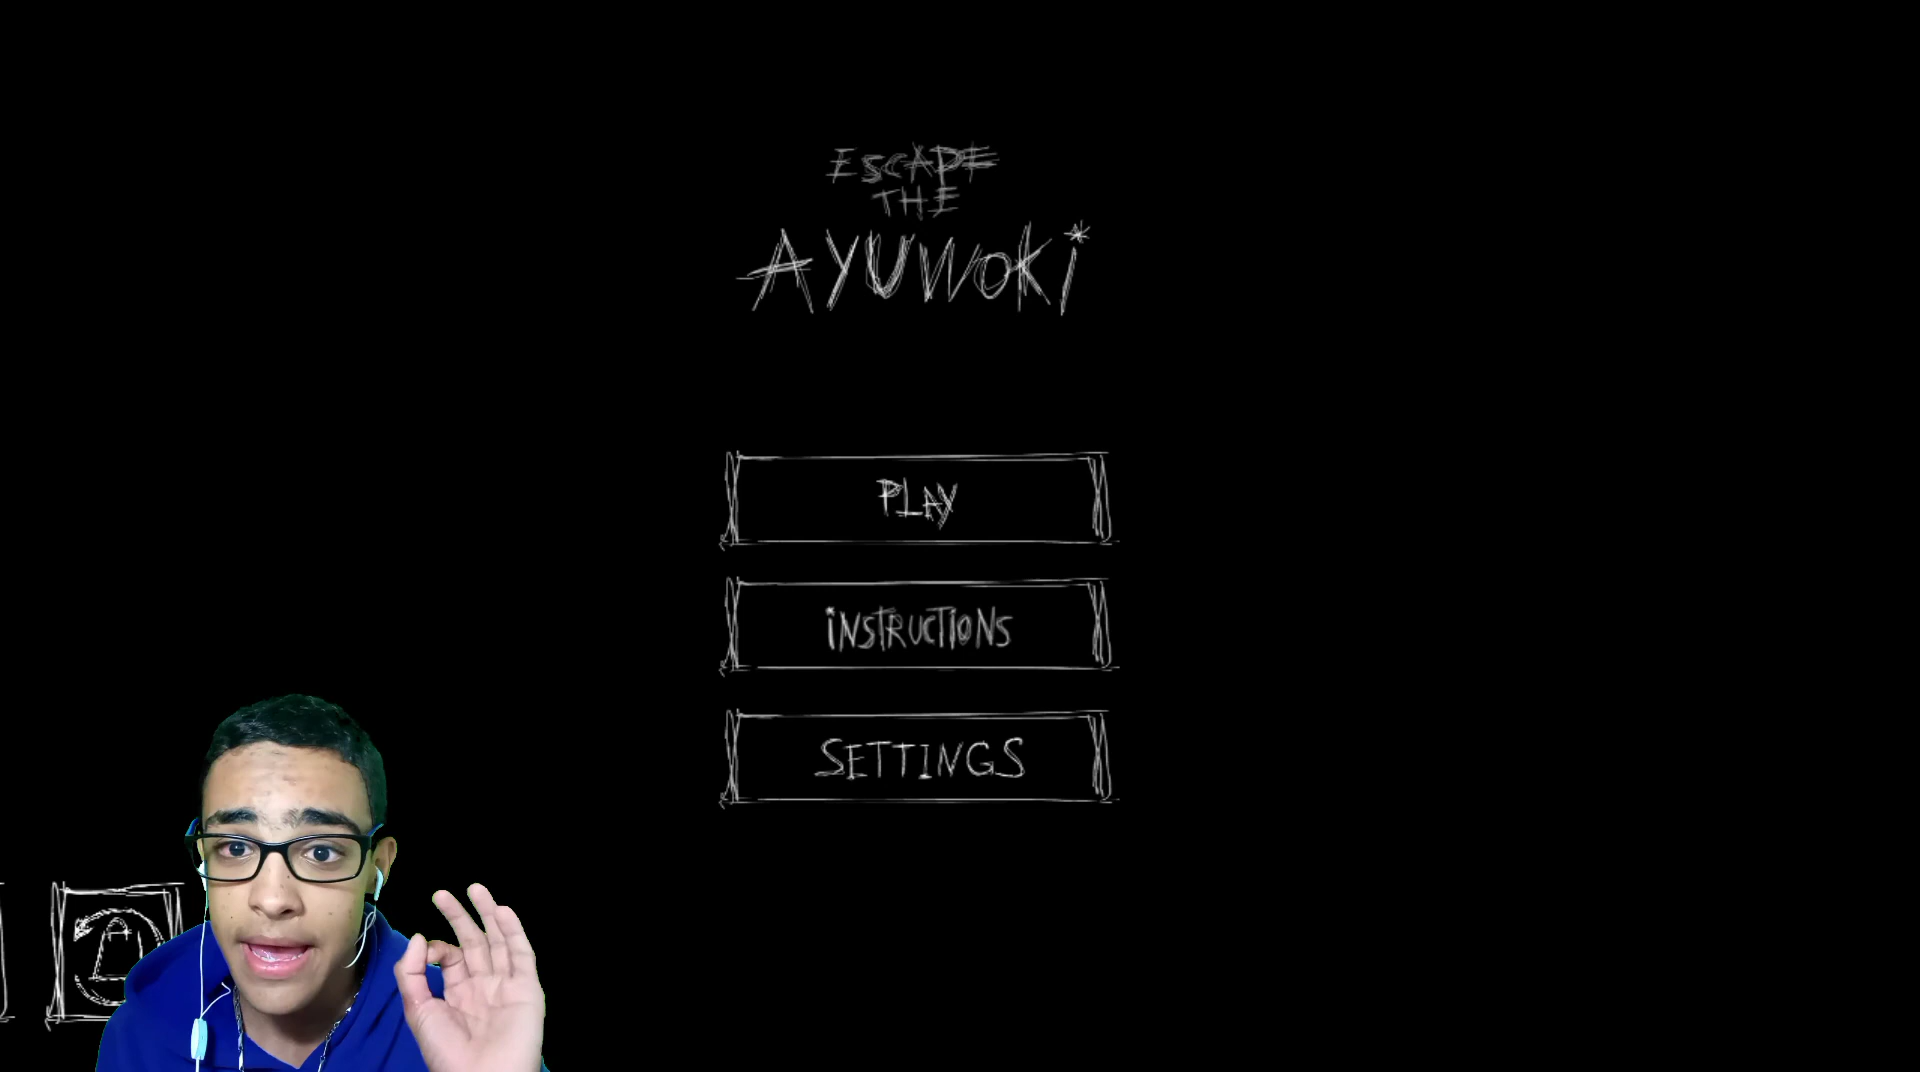 ESCAPE
THE
AYUWOKi
PLAY
iNSTRUCTiONS
SETTINGS